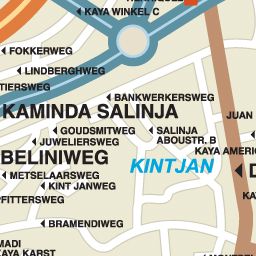 KAYA WINKEL C
FOKKERWEG
LINDBERGHWEG
TIERSWEG
BANKWERKERSWEG
KAMINDA SALINJA
JUAN
GOUDSMITWEG
SALINJA
ABOUSTR. B
JUWELIERSWEG
KAYA AMERIC
BELINIWEG
KINTJAN
D
METSELAARSWEG
KINT JANWEG
PFITTERSWEG
BRAMENDIWEG
MADI
KAYA KARST